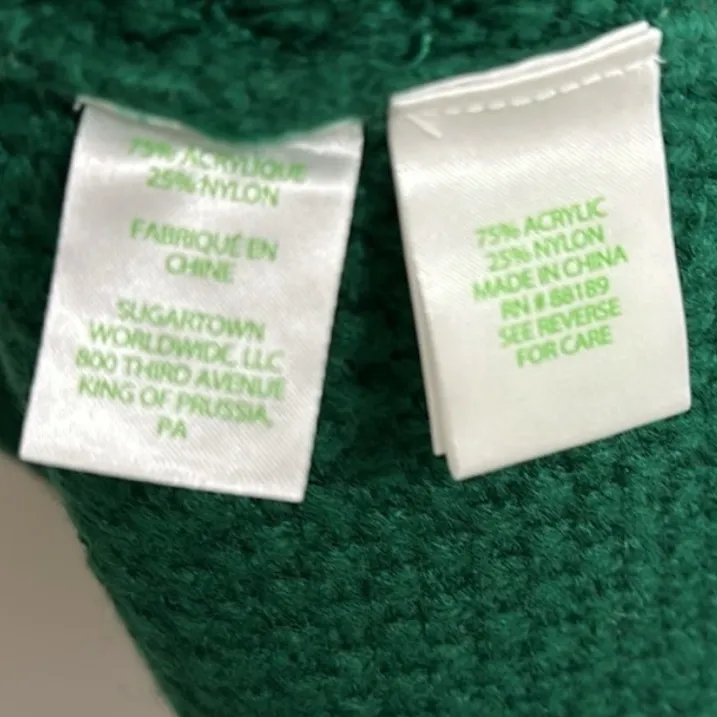 75% ACRYLIQUE
25% NYLON
FABRIQUÉ EN
CHINE
SUGARTOWN
WORLDWIDE, LLC
800 THIRD AVENUE
KING OF PRUSSIA,
PA
75% ACRYLIC
25% NYLON
MADE IN CHINA
RN # 88189
SEE REVERSE
FOR CARE